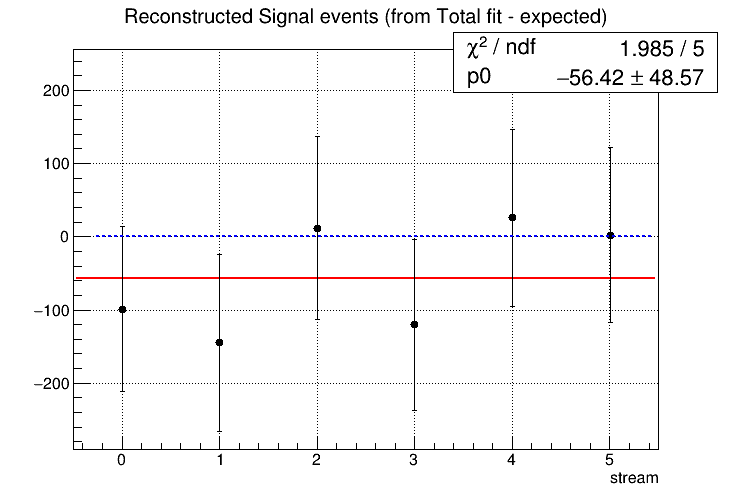 Reconstructed Signal events (from Total fit - expected)
χ² / ndf 1.985 / 5
p0 −56.42 ± 48.57
200
100
0
−100
−200
0 1 2 3 4 5
stream